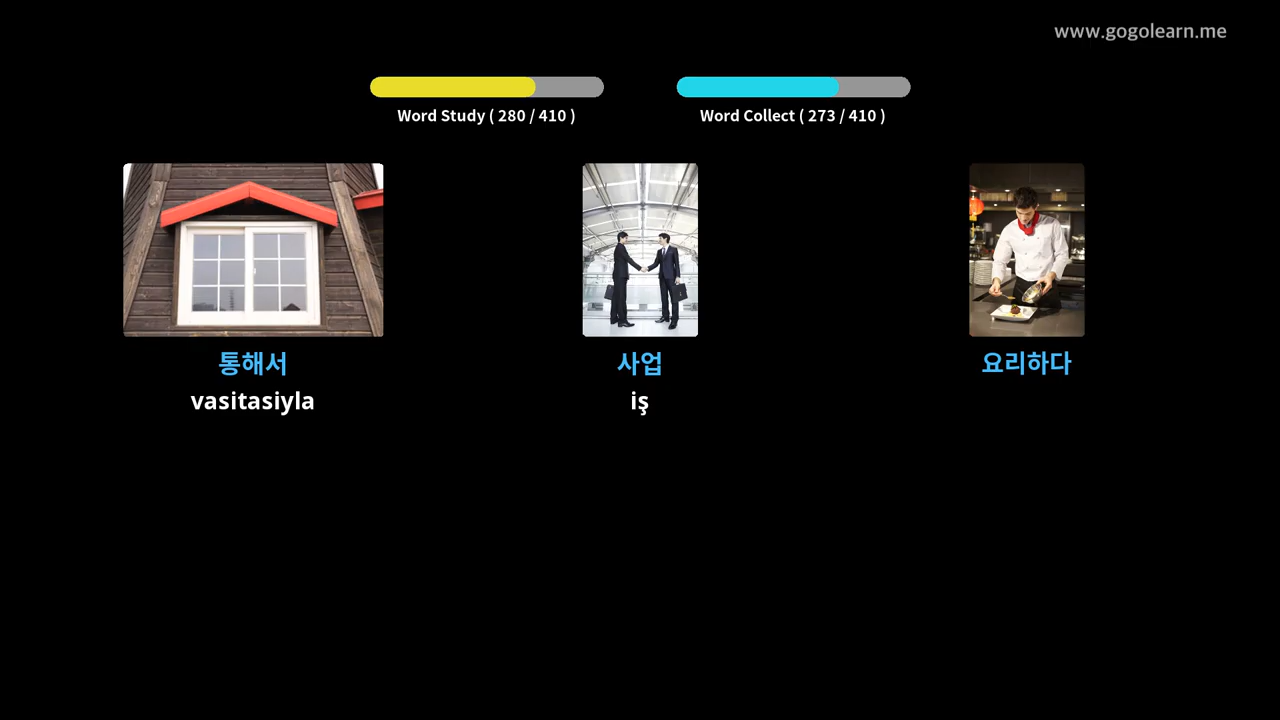 www.gogolearn.me
Word Study ( 280 / 410 )
Word Collect ( 273 / 410 )
통해서
사업
요리하다
vasitasiyla
iş